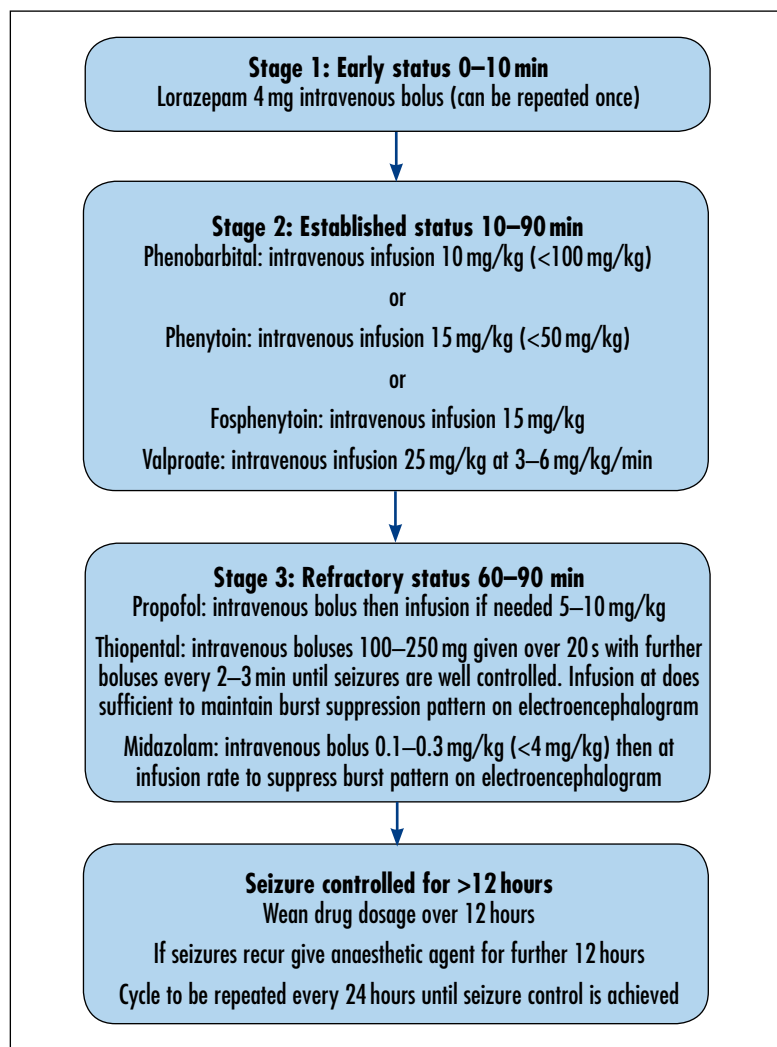 Stage 1: Early status 0–10 min
Lorazepam 4 mg intravenous bolus (can be repeated once)
Stage 2: Established status 10–90 min
Phenobarbital: intravenous infusion 10 mg/kg (<100 mg/kg)
or
Phenytoin: intravenous infusion 15 mg/kg (<50 mg/kg)
or
Fosphenytoin: intravenous infusion 15 mg/kg
Valproate: intravenous infusion 25 mg/kg at 3–6 mg/kg/min
Stage 3: Refractory status 60–90 min
Propofol: intravenous bolus then infusion if needed 5–10 mg/kg
Thiopental: intravenous boluses 100–250 mg given over 20 s with further
boluses every 2–3 min until seizures are well controlled. Infusion at does
sufficient to maintain burst suppression pattern on electroencephalogram
Midazolam: intravenous bolus 0.1–0.3 mg/kg (<4 mg/kg) then at
infusion rate to suppress burst pattern on electroencephalogram
Seizure controlled for >12 hours
Wean drug dosage over 12 hours
If seizures recur give anaesthetic agent for further 12 hours
Cycle to be repeated every 24 hours until seizure control is achieved